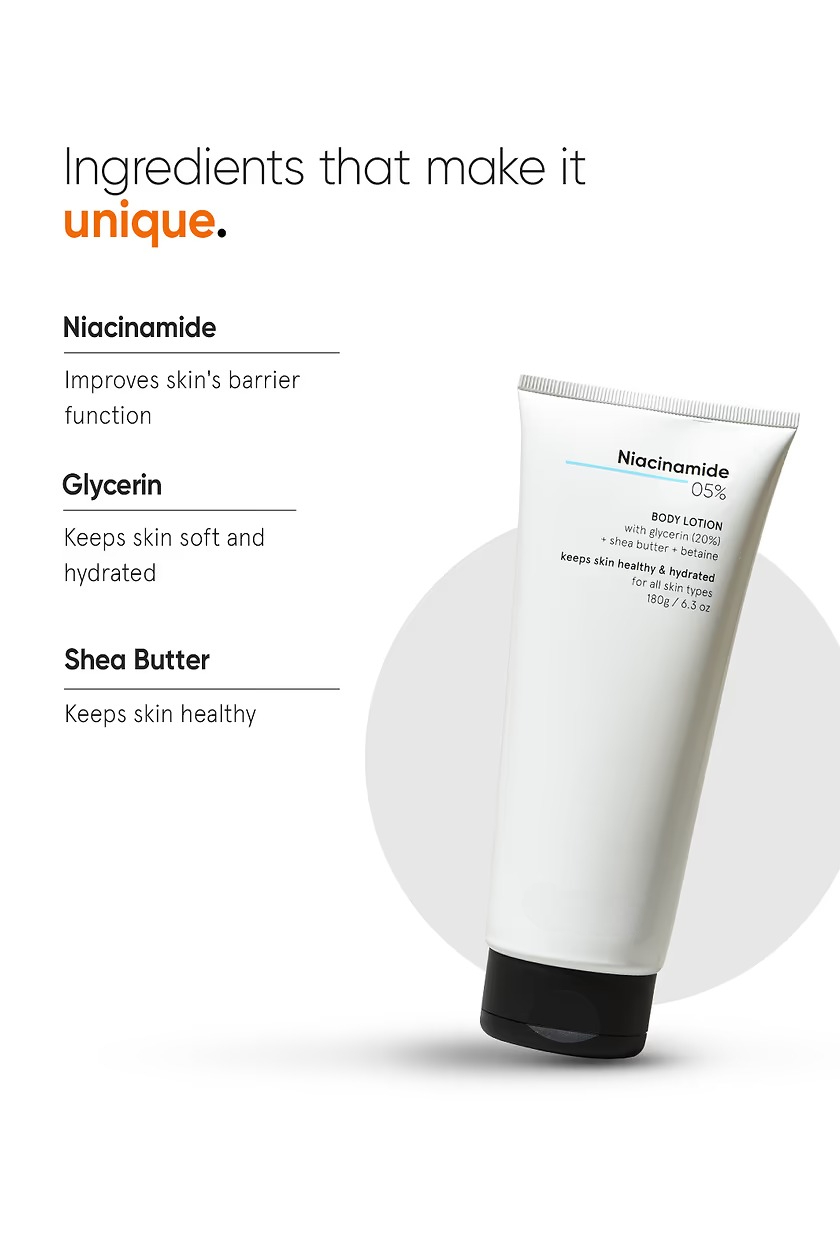 Ingredients that make it
unique.
Niacinamide
Improves skin's barrier
function
Glycerin
Keeps skin soft and
hydrated
Shea Butter
Keeps skin healthy
Niacinamide
05%
BODY LOTION
with glycerin (20%)
+ shea butter + betaine
keeps skin healthy & hydrated
for all skin types
180g / 6.3 oz